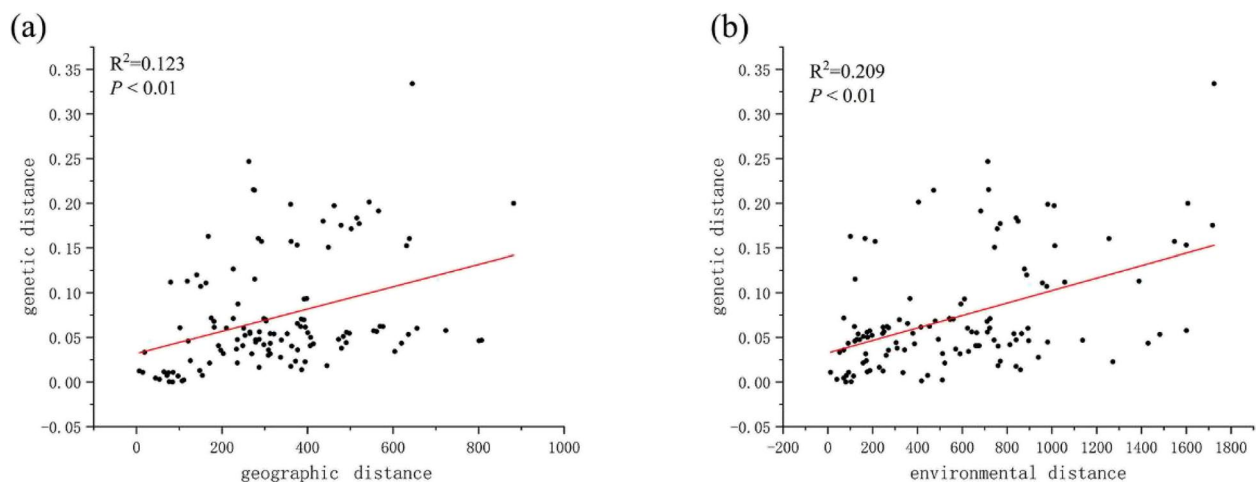 (a)
R²=0.123
P < 0.01
0.35
0.30
0.25
0.20
0.15
0.10
0.05
0.00
-0.05
genetic distance
0 200 400 600 800 1000
geographic distance
(b)
R²=0.209
P < 0.01
0.35
0.30
0.25
0.20
0.15
0.10
0.05
0.00
-0.05
genetic distance
-200 0 200 400 600 800 1000 1200 1400 1600 1800
environmental distance